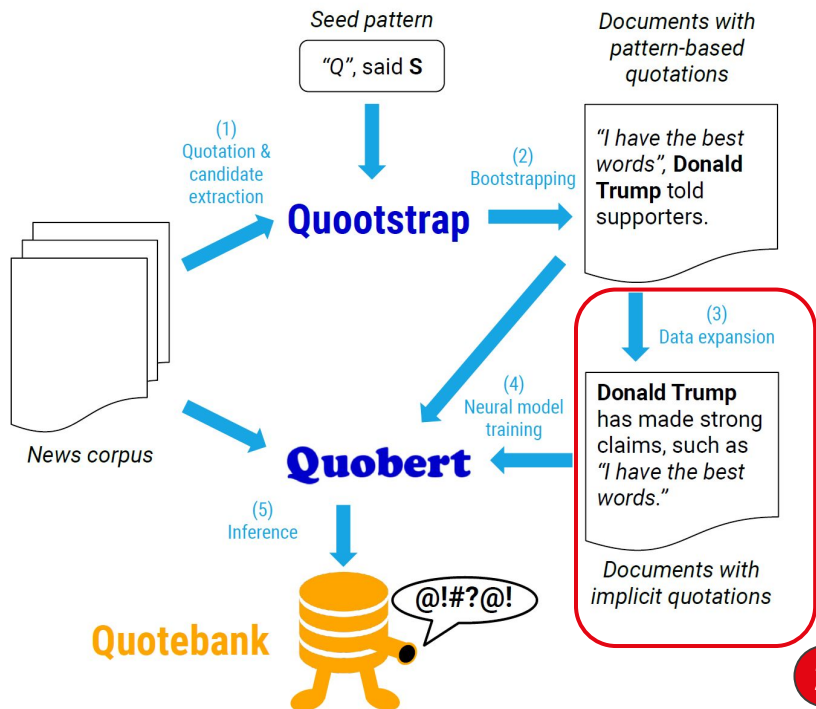 Seed pattern
“Q”, said S
Documents with
pattern-based
quotations
(1)
Quotation &
candidate
extraction
(2)
Bootstrapping
Quootstrap
“I have the best
words”, Donald
Trump told
supporters.
(3)
Data expansion
(4)
Neural model
training
Donald Trump
has made strong
claims, such as
“I have the best
words.”
News corpus
Quobert
(5)
Inference
Documents with
implicit quotations
@!#?@!
Quotebank